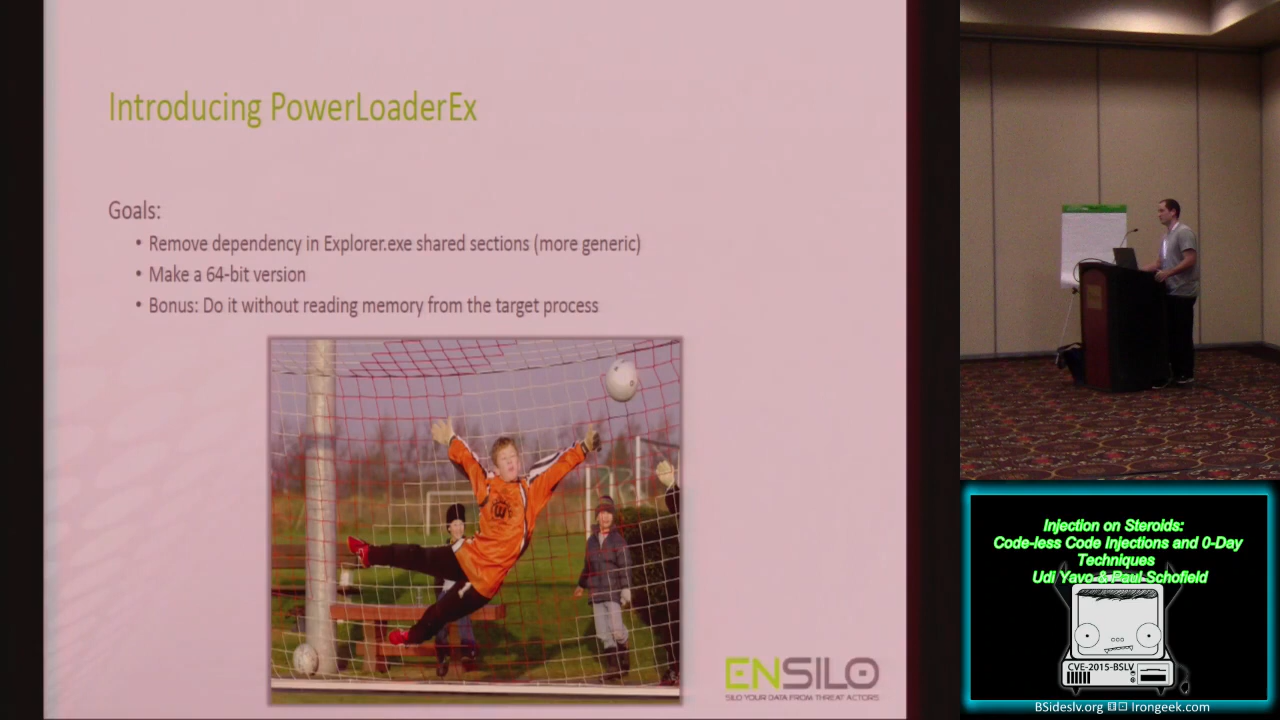 Introducing PowerLoaderEx
Goals:
• Remove dependency in Explorer.exe shared sections (more generic)
• Make a 64-bit version
• Bonus: Do it without reading memory from the target process
ENSILO
SILO YOUR DATA FROM THREAT ACTORS
Injection on Steroids:
Code-less Code Injections and 0-Day
Techniques
Udi Yavo & Paul Schofield
CVE-2015-BSLV
BSideslv.org Irongeek.com